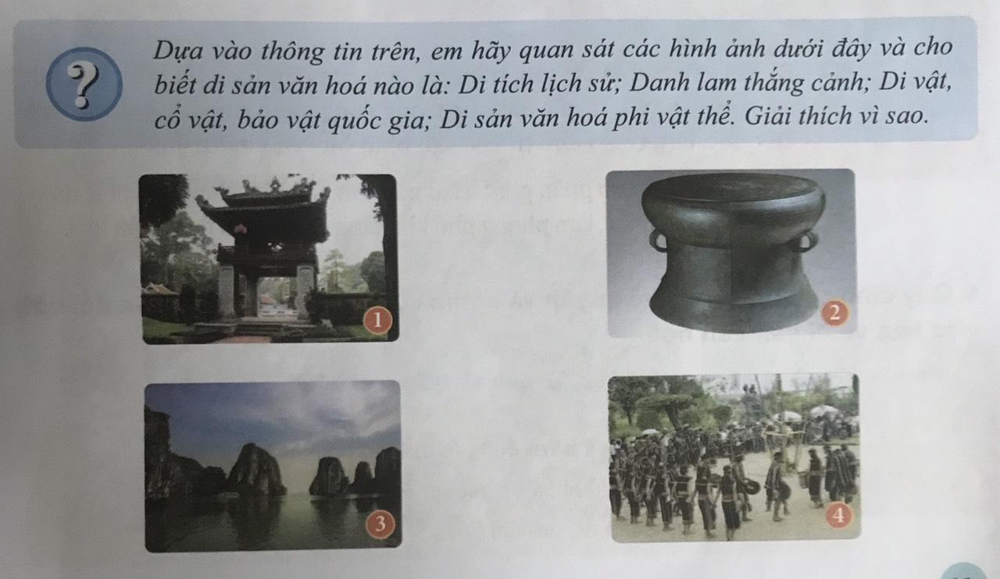 ?
Dựa vào thông tin trên, em hãy quan sát các hình ảnh dưới đây và cho
biết di sản văn hoá nào là: Di tích lịch sử; Danh lam thắng cảnh; Di vật,
cổ vật, bảo vật quốc gia; Di sản văn hoá phi vật thể. Giải thích vì sao.
1
2
3
4